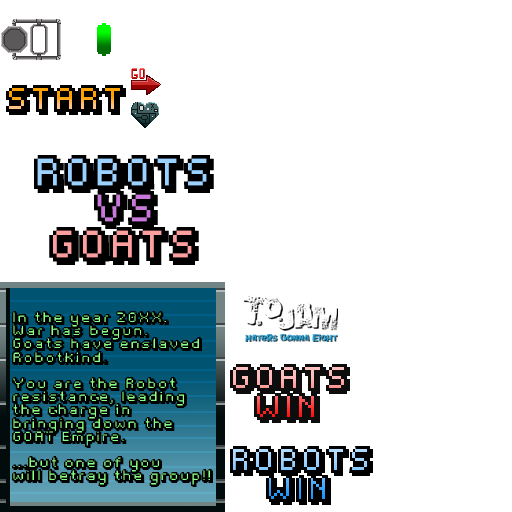 GO
START
ROBOTS
VS
GOATS
In the year 20XX.
War has begun.
Goats have enslaved
RobotKind.
You are the Robot
resistance, leading
the charge in
bringing down the
GOAT Empire.
...but one of you
will betray the group!!
TOJAM
HATERS GONNA EIGHT
GOATS
WIN
ROBOTS
WIN